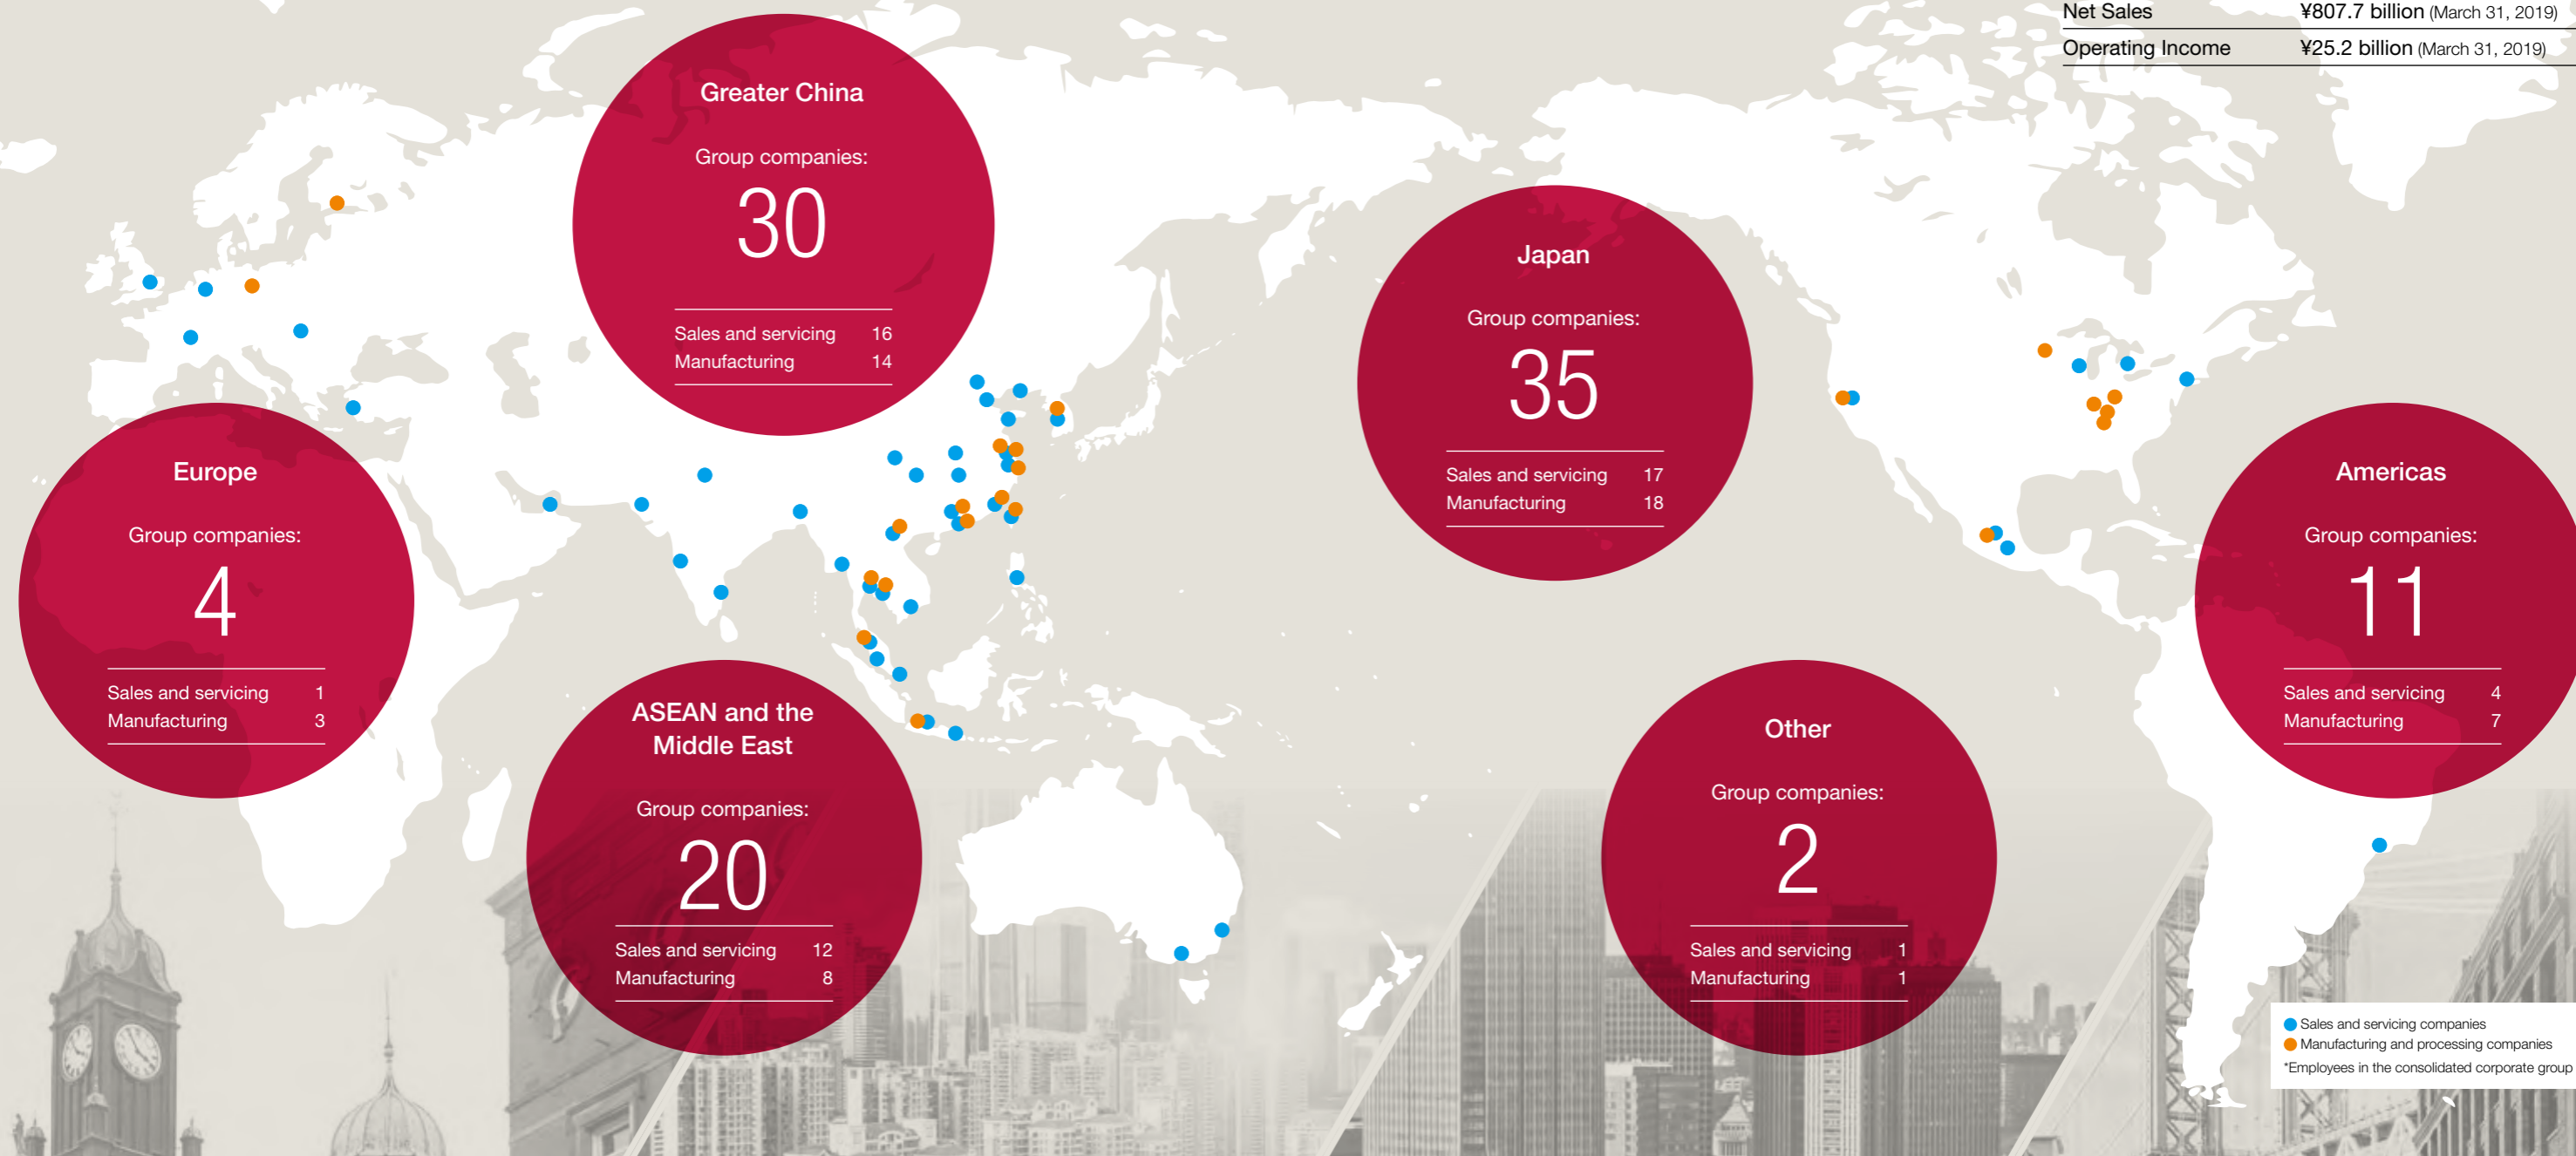 Net Sales ¥807.7 billion (March 31, 2019)
Operating Income ¥25.2 billion (March 31, 2019)
Greater China
Group companies:
30
Sales and servicing 16
Manufacturing 14
Japan
Group companies:
35
Sales and servicing 17
Manufacturing 18
Europe
Group companies:
4
Sales and servicing 1
Manufacturing 3
Americas
Group companies:
11
Sales and servicing 4
Manufacturing 7
ASEAN and the
Middle East
Group companies:
20
Sales and servicing 12
Manufacturing 8
Other
Group companies:
2
Sales and servicing 1
Manufacturing 1
Sales and servicing companies
Manufacturing and processing companies
*Employees in the consolidated corporate group